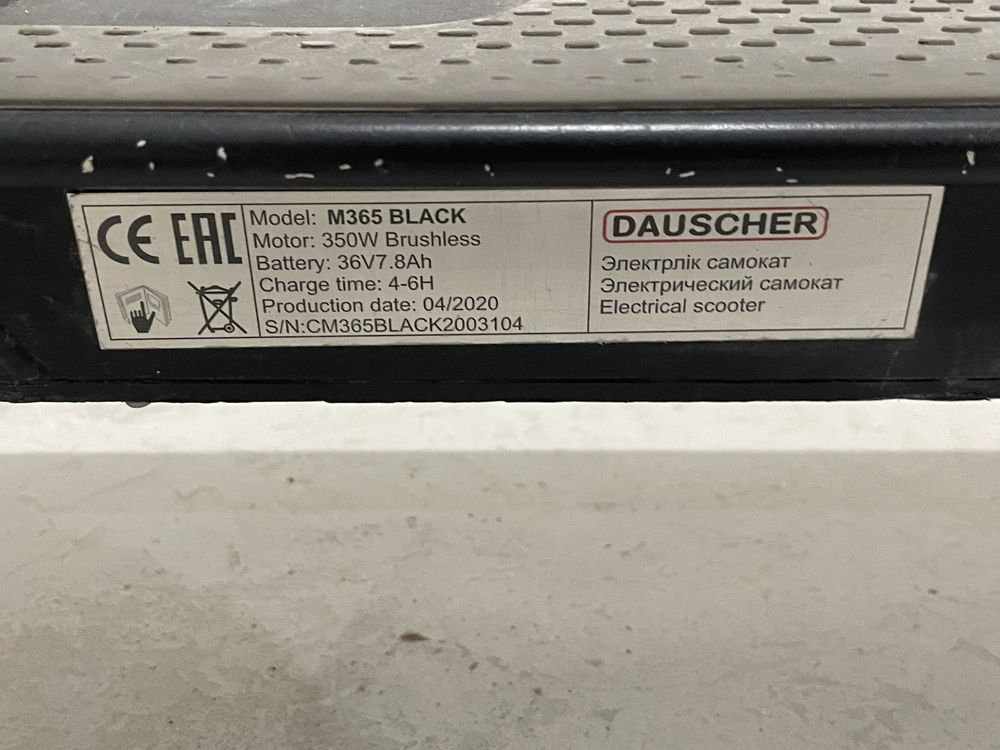 CE EAC
Model: M365 BLACK
Motor: 350W Brushless
Battery: 36V7.8Ah
Charge time: 4-6H
Production date: 04/2020
S/N:CM365BLACK2003104
DAUSCHER
Электрлік самокат
Электрический самокат
Electrical scooter